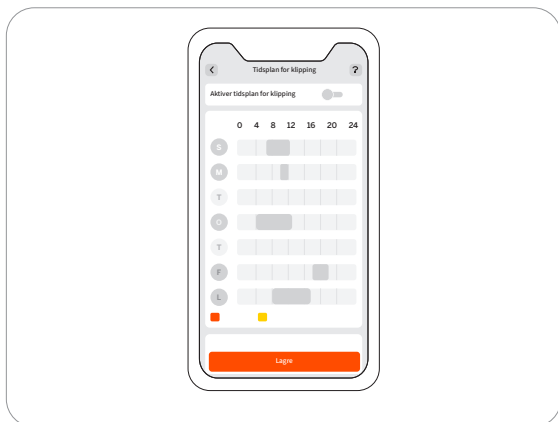 Tidsplan for klipping ?
Aktiver tidsplan for klipping
0 4 8 12 16 20 24
S
M
T
O
T
F
L
Lagre